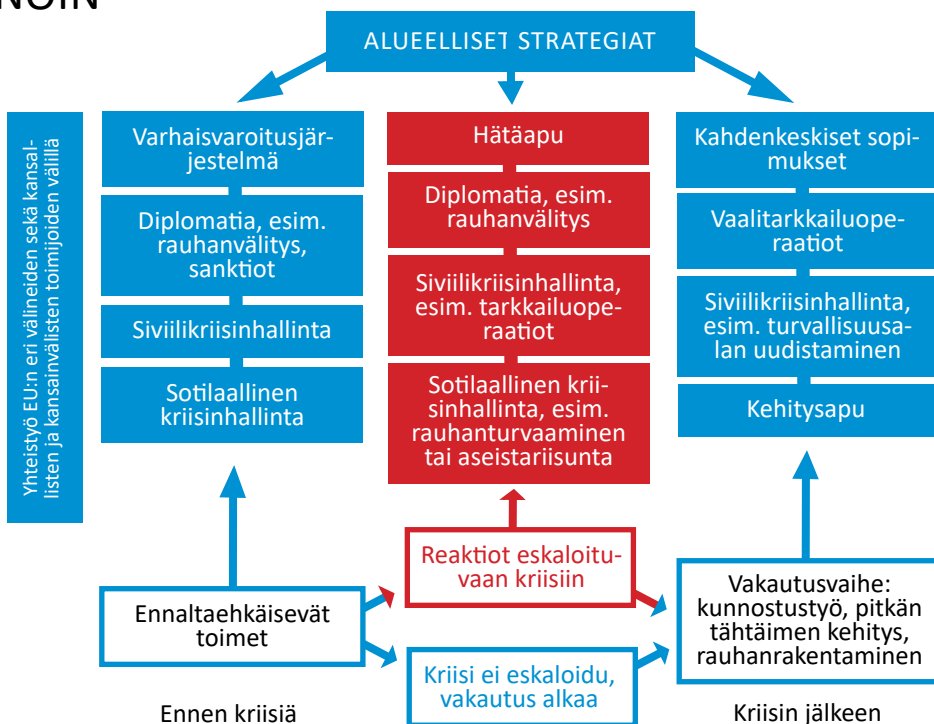 ALUEELLISET STRATEGIAT
Yhteistyö EU:n eri välineiden sekä kansal-
listen ja kansainvälisten toimijoiden välillä
Varhaisvaroitusjär-
jestelmä
Diplomatia, esim.
rauhanvälitys,
sanktiot
Siviilikriisinhallinta
Sotilaallinen
kriisinhallinta
Hätäapu
Diplomatia, esim.
rauhanvälitys
Siviilikriisinhallinta,
esim. tarkkailuope-
raatiot
Sotilaallinen krii-
sinhallinta, esim.
rauhanturvaaminen
tai aseistariisunta
Kahdenkeskiset sopi-
mukset
Vaalitarkkailuope-
raatiot
Siviilikriisinhallinta,
esim. turvallisuusa-
lan uudistaminen
Kehitysapu
Ennaltaehkäisevät
toimet
Reaktiot eskaloitu-
vaan kriisiin
Kriisi ei eskaloidu,
vakautus alkaa
Vakautusvaihe:
kunnostustyö, pitkän
tähtäimen kehitys,
rauhanrakentaminen
Ennen kriisiä
Kriisin jälkeen